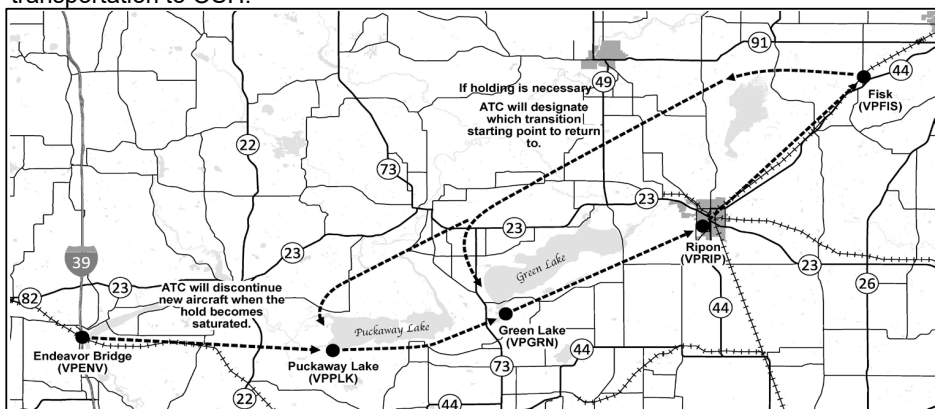 transportation to OSH.
91
44
49
If holding is necessary
ATC will designate
which transition
starting point to return
to.
Fisk
(VPFIS)
22
73
23
23
Ripon
(VPRIP)
23
39
23
Green Lake
23
82
ATC will discontinue
new aircraft when the
hold becomes
saturated.
26
44
Puckaway Lake
Green Lake
(VPGRN)
Endeavor Bridge
(VPENV)
Puckaway Lake
(VPPLK)
73
44
22
44